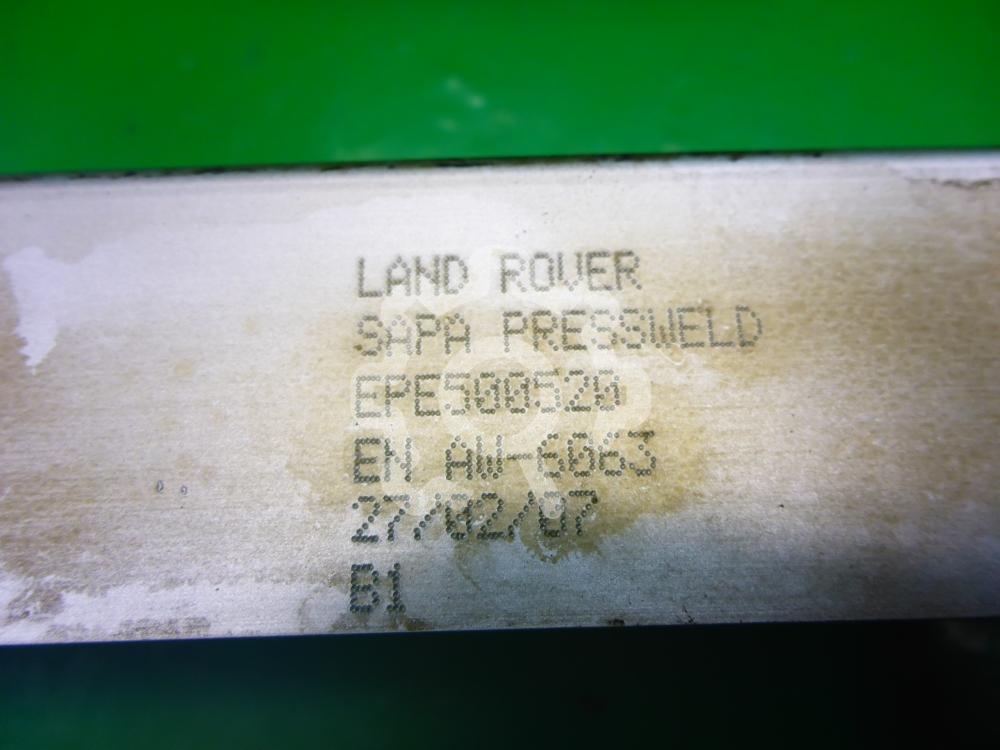 LAND ROVER
SAPA PRESSWELD
EPE500520
EN AW-6063
27/02/07
B1